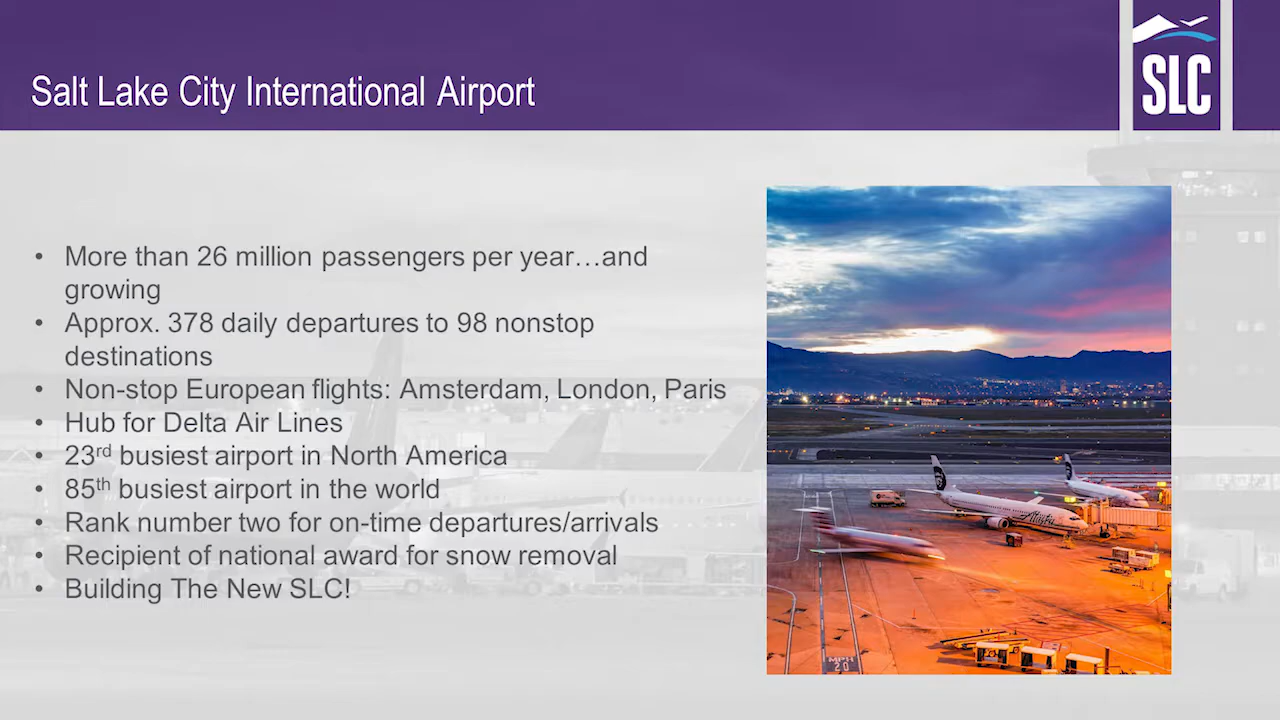 Salt Lake City International Airport
SLC
• More than 26 million passengers per year…and
growing
• Approx. 378 daily departures to 98 nonstop
destinations
• Non-stop European flights: Amsterdam, London, Paris
• Hub for Delta Air Lines
• 23rd busiest airport in North America
• 85th busiest airport in the world
• Rank number two for on-time departures/arrivals
• Recipient of national award for snow removal
• Building The New SLC!
Alaska
MPH
20